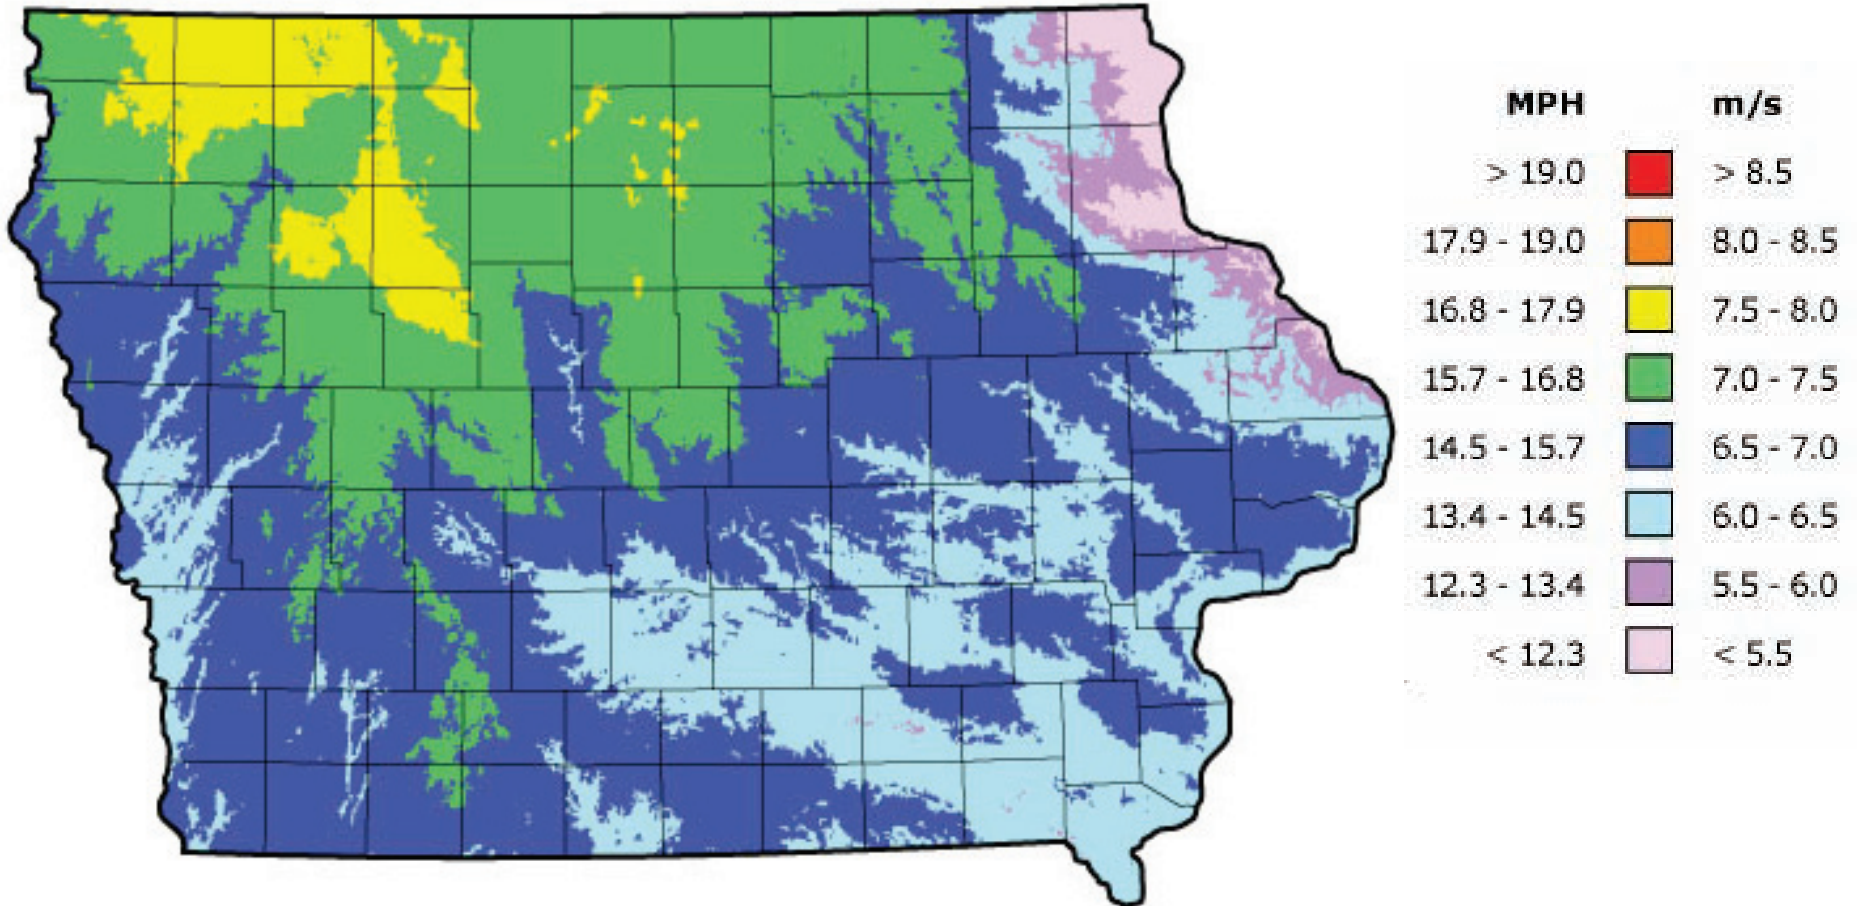 MPH m/s
> 19.0 > 8.5
17.9 - 19.0 8.0 - 8.5
16.8 - 17.9 7.5 - 8.0
15.7 - 16.8 7.0 - 7.5
14.5 - 15.7 6.5 - 7.0
13.4 - 14.5 6.0 - 6.5
12.3 - 13.4 5.5 - 6.0
< 12.3 < 5.5